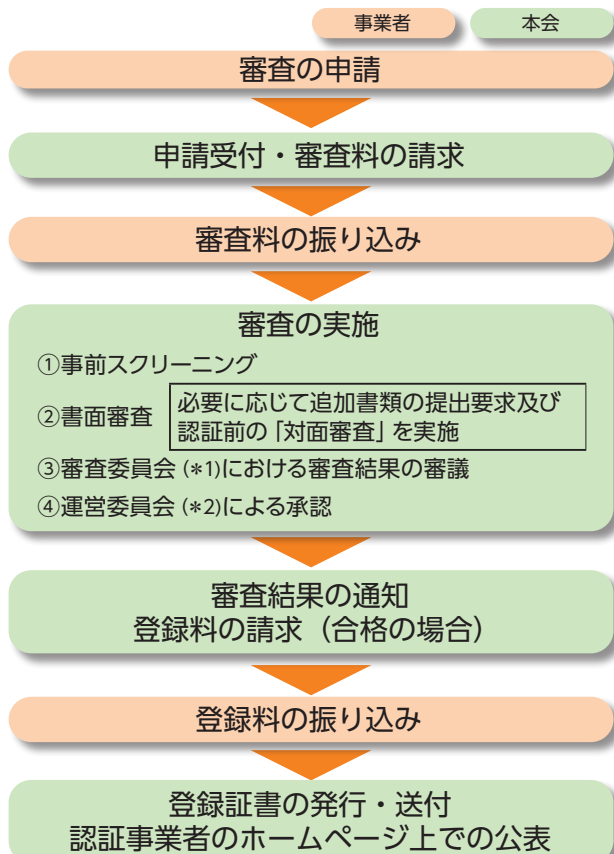 事業者 本会
審査の申請
申請受付・審査料の請求
審査料の振り込み
審査の実施
①事前スクリーニング
②書面審査
必要に応じて追加書類の提出要求及び
認証前の「対面審査」を実施
③審査委員会(*1)における審査結果の審議
④運営委員会(*2)による承認
審査結果の通知
登録料の請求（合格の場合）
登録料の振り込み
登録証書の発行・送付
認証事業者のホームページ上での公表